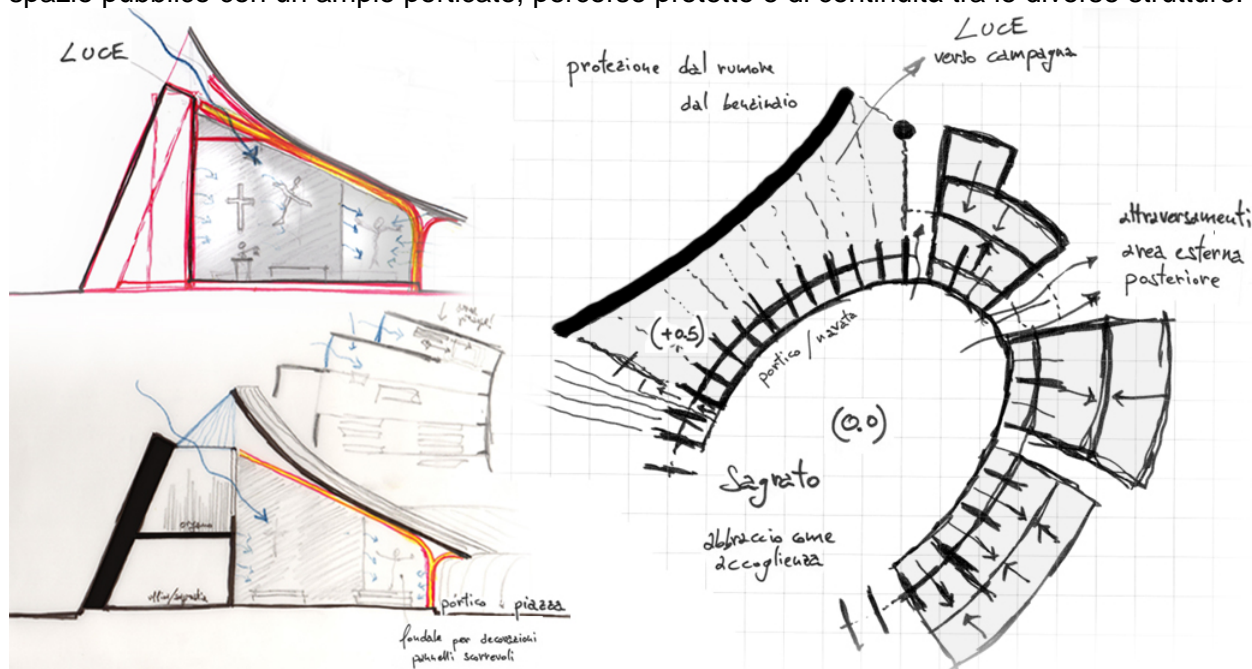 spazio pubblico con un ampio porticato, percorso protetto e di continuità tra le diverse strutture.
LUCE
LUCE
verso campagna
protezione dal rumore
dal benzinaio
attraversamenti
area esterna
posteriore
(+0.5)
portico / navata
(0.0)
Sagrato
abbraccio come
accoglienza
organo
uffici/sagrestia
portico
piazza
fondale per decorazioni
pannelli scorrevoli